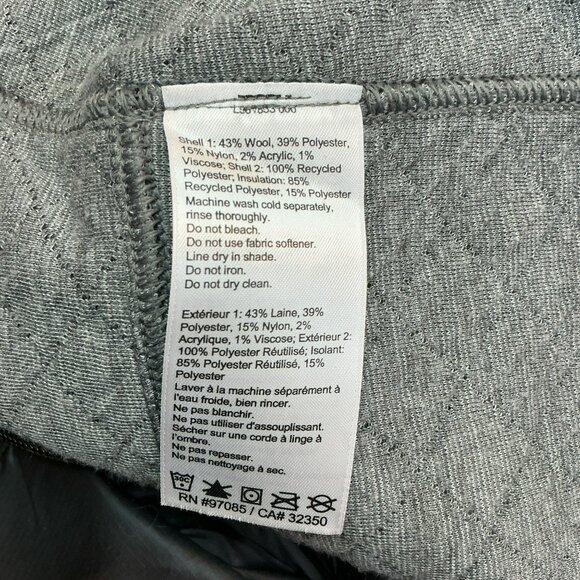 Shell 1: 43% Wool, 39% Polyester,
15% Nylon, 2% Acrylic, 1%
Viscose; Shell 2: 100% Recycled
Polyester; Insulation: 85%
Recycled Polyester, 15% Polyester
Machine wash cold separately,
rinse thoroughly.
Do not bleach.
Do not use fabric softener.
Line dry in shade.
Do not iron.
Do not dry clean.
Extérieur 1: 43% Laine, 39%
Polyester, 15% Nylon, 2%
Acrylique, 1% Viscose; Extérieur 2:
100% Polyester Réutilisé; Isolant:
85% Polyester Réutilisé, 15%
Polyester
Laver à la machine séparément à
l'eau froide, bien rincer.
Ne pas blanchir.
Ne pas utiliser d'assouplissant.
Sécher sur une corde à linge à
l'ombre.
Ne pas repasser.
Ne pas nettoyage à sec.
30C
RN #97085 / CA# 32350